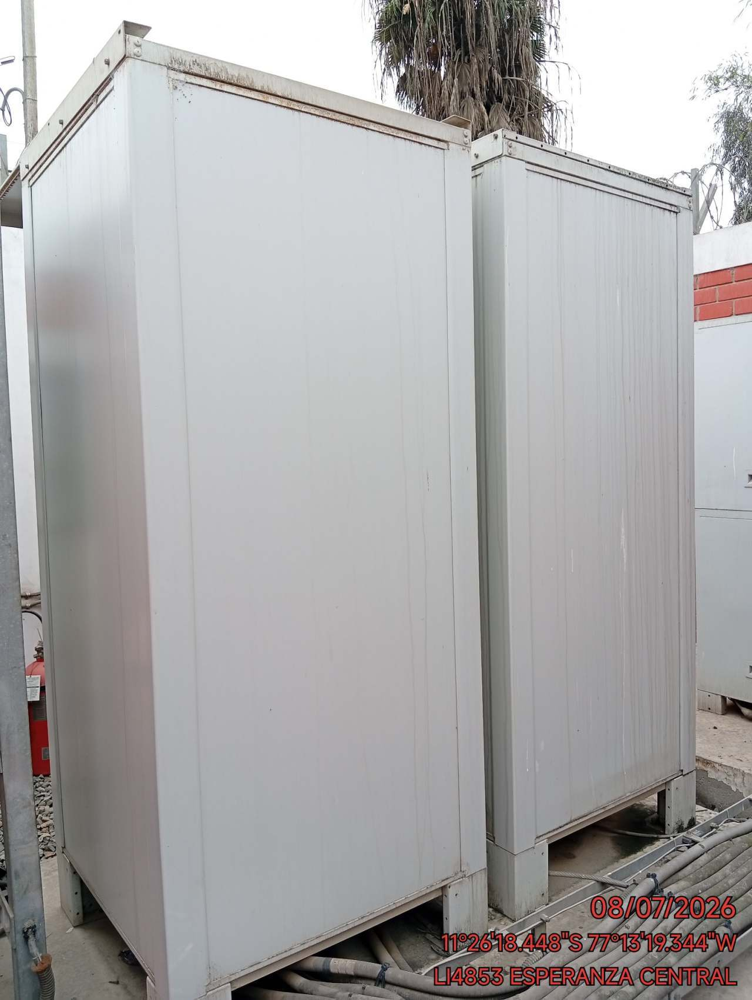 08/07/2026
11°26'18.448"S 77°13'19.344"W
LI4853 ESPERANZA CENTRAL